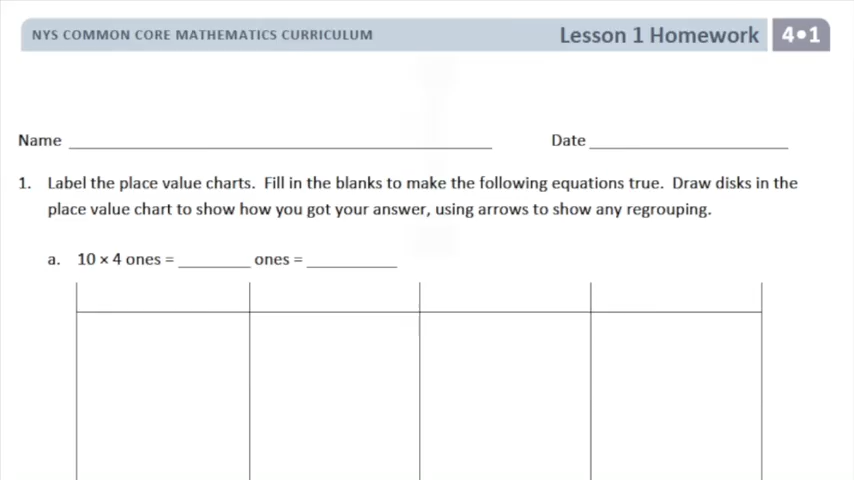 NYS COMMON CORE MATHEMATICS CURRICULUM Lesson 1 Homework 4•1
Name Date
1. Label the place value charts. Fill in the blanks to make the following equations true. Draw disks in the
place value chart to show how you got your answer, using arrows to show any regrouping.
a. 10 × 4 ones = ________ ones = __________